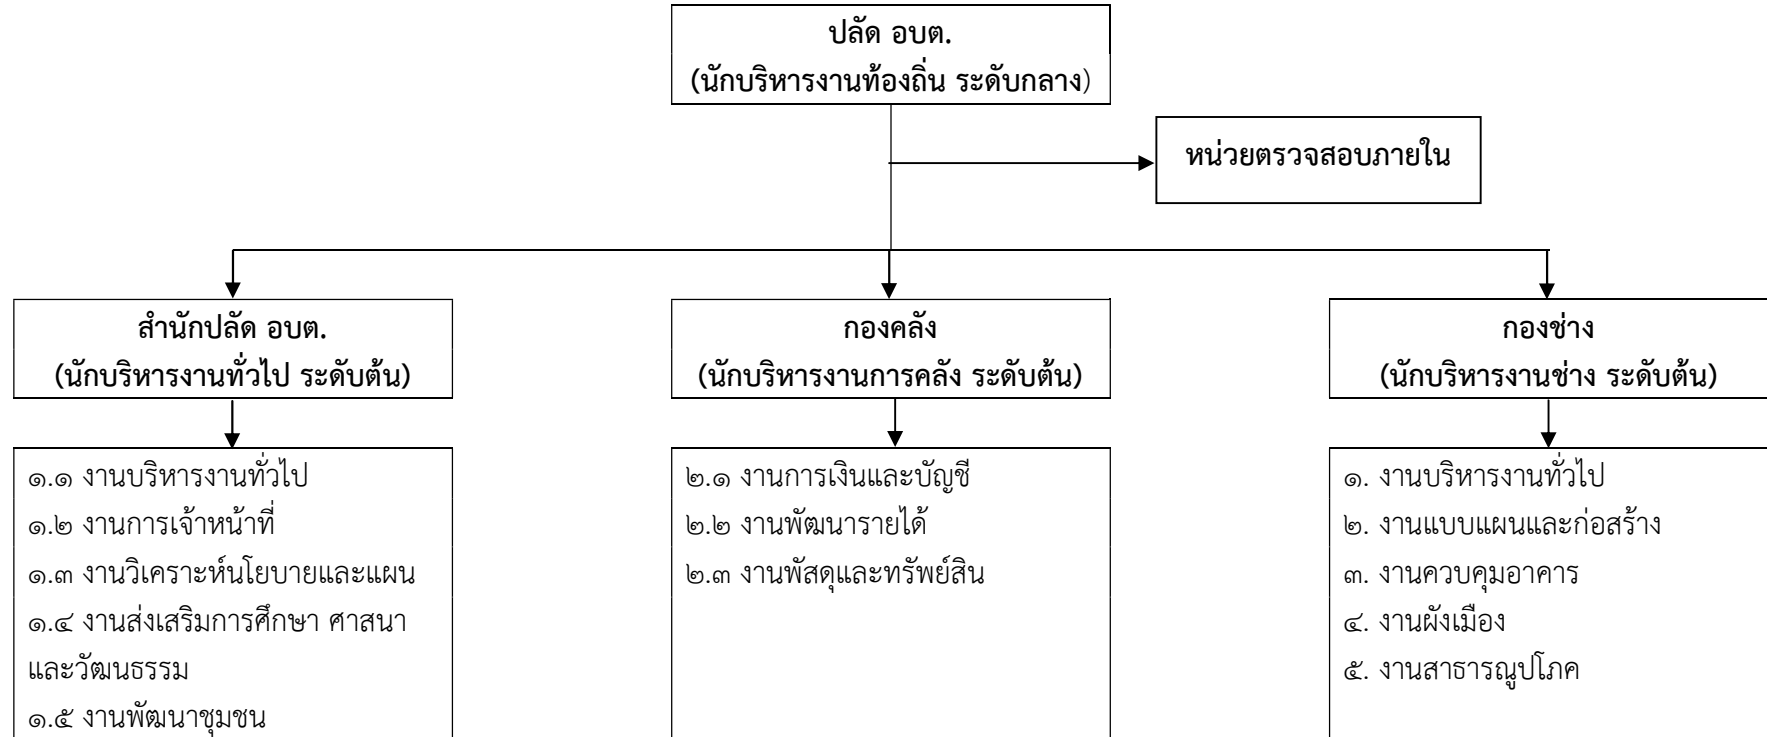 ปลัด อบต.
(นักบริหารงานท้องถิ่น ระดับกลาง)
หน่วยตรวจสอบภายใน
สำนักปลัด อบต.
(นักบริหารงานทั่วไป ระดับต้น)
กองคลัง
(นักบริหารงานการคลัง ระดับต้น)
กองช่าง
(นักบริหารงานช่าง ระดับต้น)
๑.๑ งานบริหารงานทั่วไป
๑.๒ งานการเจ้าหน้าที่
๑.๓ งานวิเคราะห์นโยบายและแผน
๑.๔ งานส่งเสริมการศึกษา ศาสนา
และวัฒนธรรม
๑.๕ งานพัฒนาชุมชน
๒.๑ งานการเงินและบัญชี
๒.๒ งานพัฒนารายได้
๒.๓ งานพัสดุและทรัพย์สิน
๑. งานบริหารงานทั่วไป
๒. งานแบบแผนและก่อสร้าง
๓. งานควบคุมอาคาร
๔. งานผังเมือง
๕. งานสาธารณูปโภค